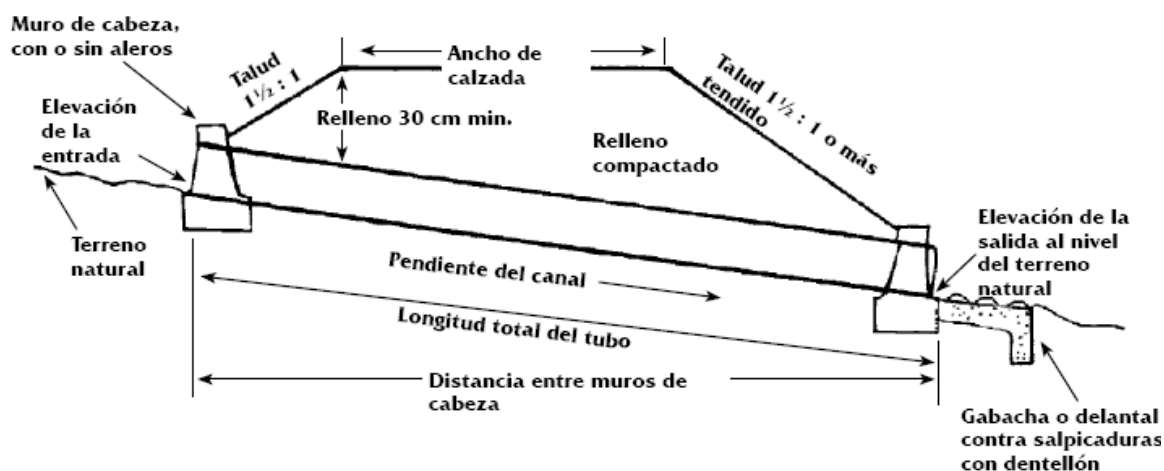 Muro de cabeza,
con o sin aleros
Talud
1½ : 1
Ancho de
calzada
Talud 1½ : 1 o más
tendido
Elevación
de la
entrada
Relleno 30 cm min.
Relleno
compactado
Terreno
natural
Elevación de la
salida al nivel
del terreno
natural
Pendiente del canal
Longitud total del tubo
Distancia entre muros de
cabeza
Gabacha o delantal
contra salpicaduras
con dentellón